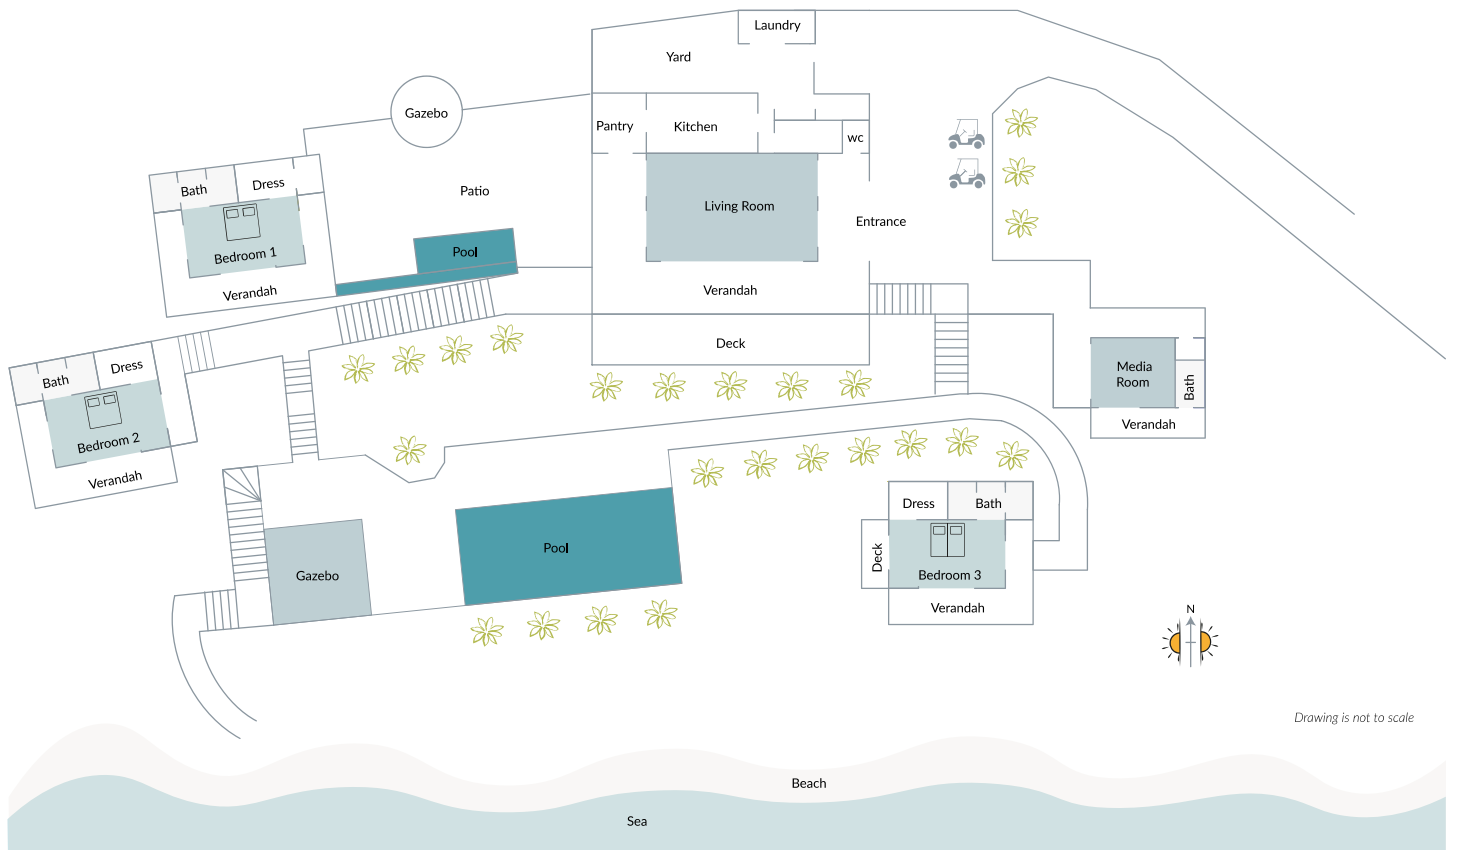 Laundry
Yard
Gazebo
Pantry
Kitchen
wc
Bath
Dress
Patio
Living Room
Entrance
Bedroom 1
Pool
Verandah
Verandah
Deck
Bath
Dress
Media
Room
Bath
Verandah
Bedroom 2
Verandah
Dress
Bath
Pool
Deck
Gazebo
Bedroom 3
Verandah
N
Drawing is not to scale
Beach
Sea